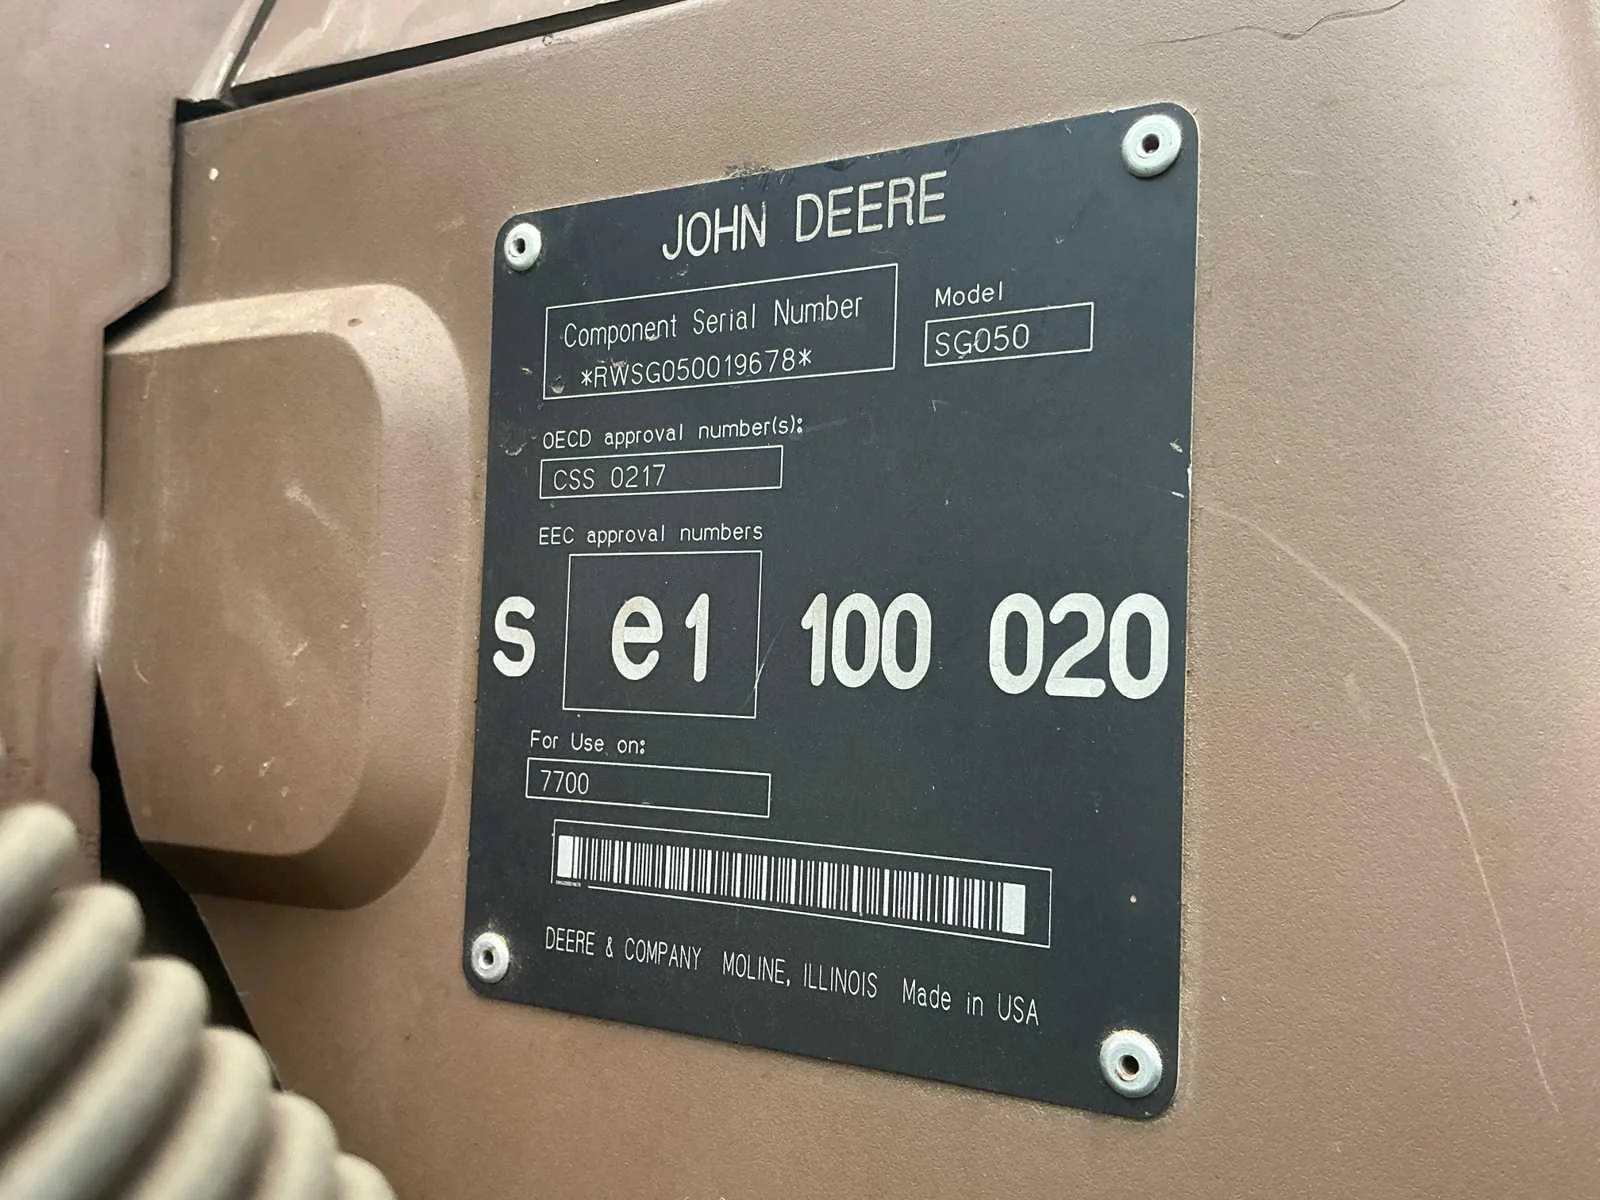 JOHN DEERE
Component Serial Number
*RWSG050019678*
Model
SG050
OECD approval number(s):
CSS 0217
EEC approval numbers
S e1 100 020
For Use on:
7700
DEERE & COMPANY MOLINE, ILLINOIS Made in USA